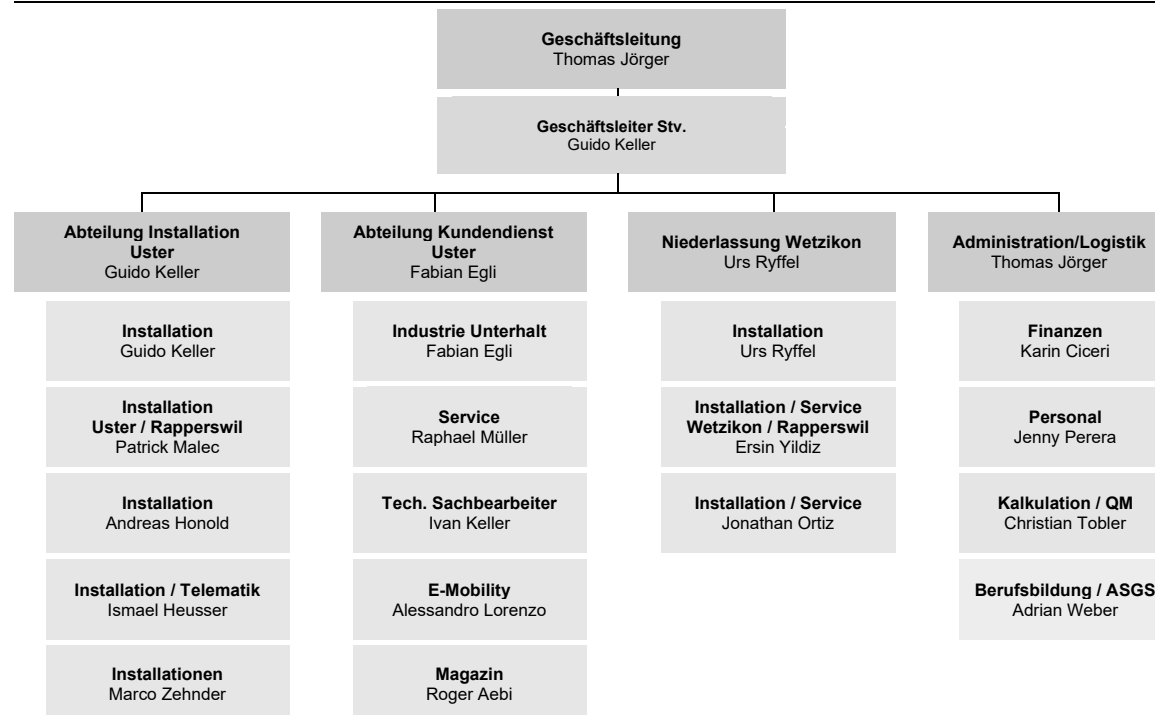 Geschäftsleitung
Thomas Jörger
Geschäftsleiter Stv.
Guido Keller
Abteilung Installation
Uster
Guido Keller
Installation
Guido Keller
Installation
Uster / Rapperswil
Patrick Malec
Installation
Andreas Honold
Installation / Telematik
Ismael Heusser
Installationen
Marco Zehnder
Abteilung Kundendienst
Uster
Fabian Egli
Industrie Unterhalt
Fabian Egli
Service
Raphael Müller
Tech. Sachbearbeiter
Ivan Keller
E-Mobility
Alessandro Lorenzo
Magazin
Roger Aebi
Niederlassung Wetzikon
Urs Ryffel
Installation
Urs Ryffel
Installation / Service
Wetzikon / Rapperswil
Ersin Yildiz
Installation / Service
Jonathan Ortiz
Administration/Logistik
Thomas Jörger
Finanzen
Karin Ciceri
Personal
Jenny Perera
Kalkulation / QM
Christian Tobler
Berufsbildung / ASGS
Adrian Weber